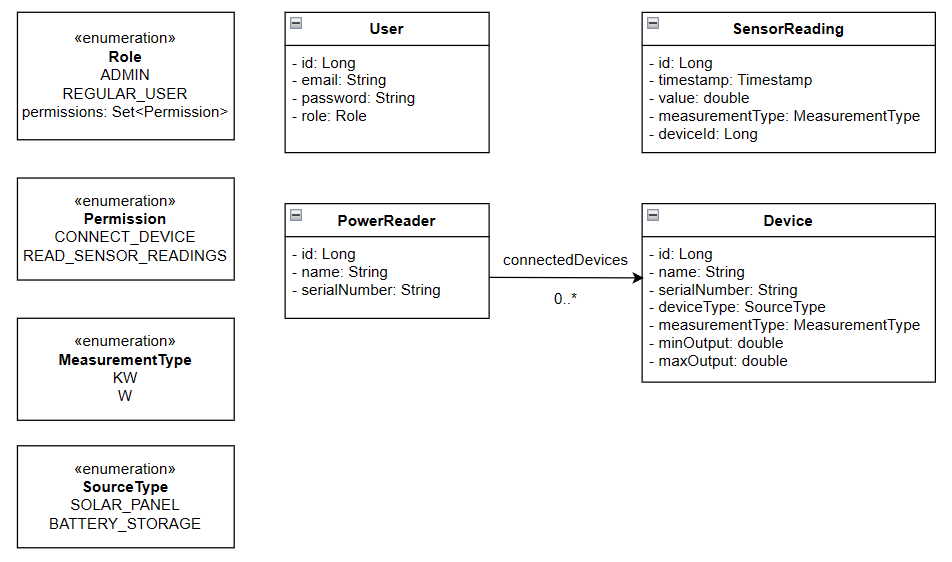 «enumeration»
Role
ADMIN
REGULAR_USER
permissions: Set<Permission>
User
- id: Long
- email: String
- password: String
- role: Role
SensorReading
- id: Long
- timestamp: Timestamp
- value: double
- measurementType: MeasurementType
- deviceId: Long
«enumeration»
Permission
CONNECT_DEVICE
READ_SENSOR_READINGS
PowerReader
- id: Long
- name: String
- serialNumber: String
connectedDevices
0..*
Device
- id: Long
- name: String
- serialNumber: String
- deviceType: SourceType
- measurementType: MeasurementType
- minOutput: double
- maxOutput: double
«enumeration»
MeasurementType
KW
W
«enumeration»
SourceType
SOLAR_PANEL
BATTERY_STORAGE